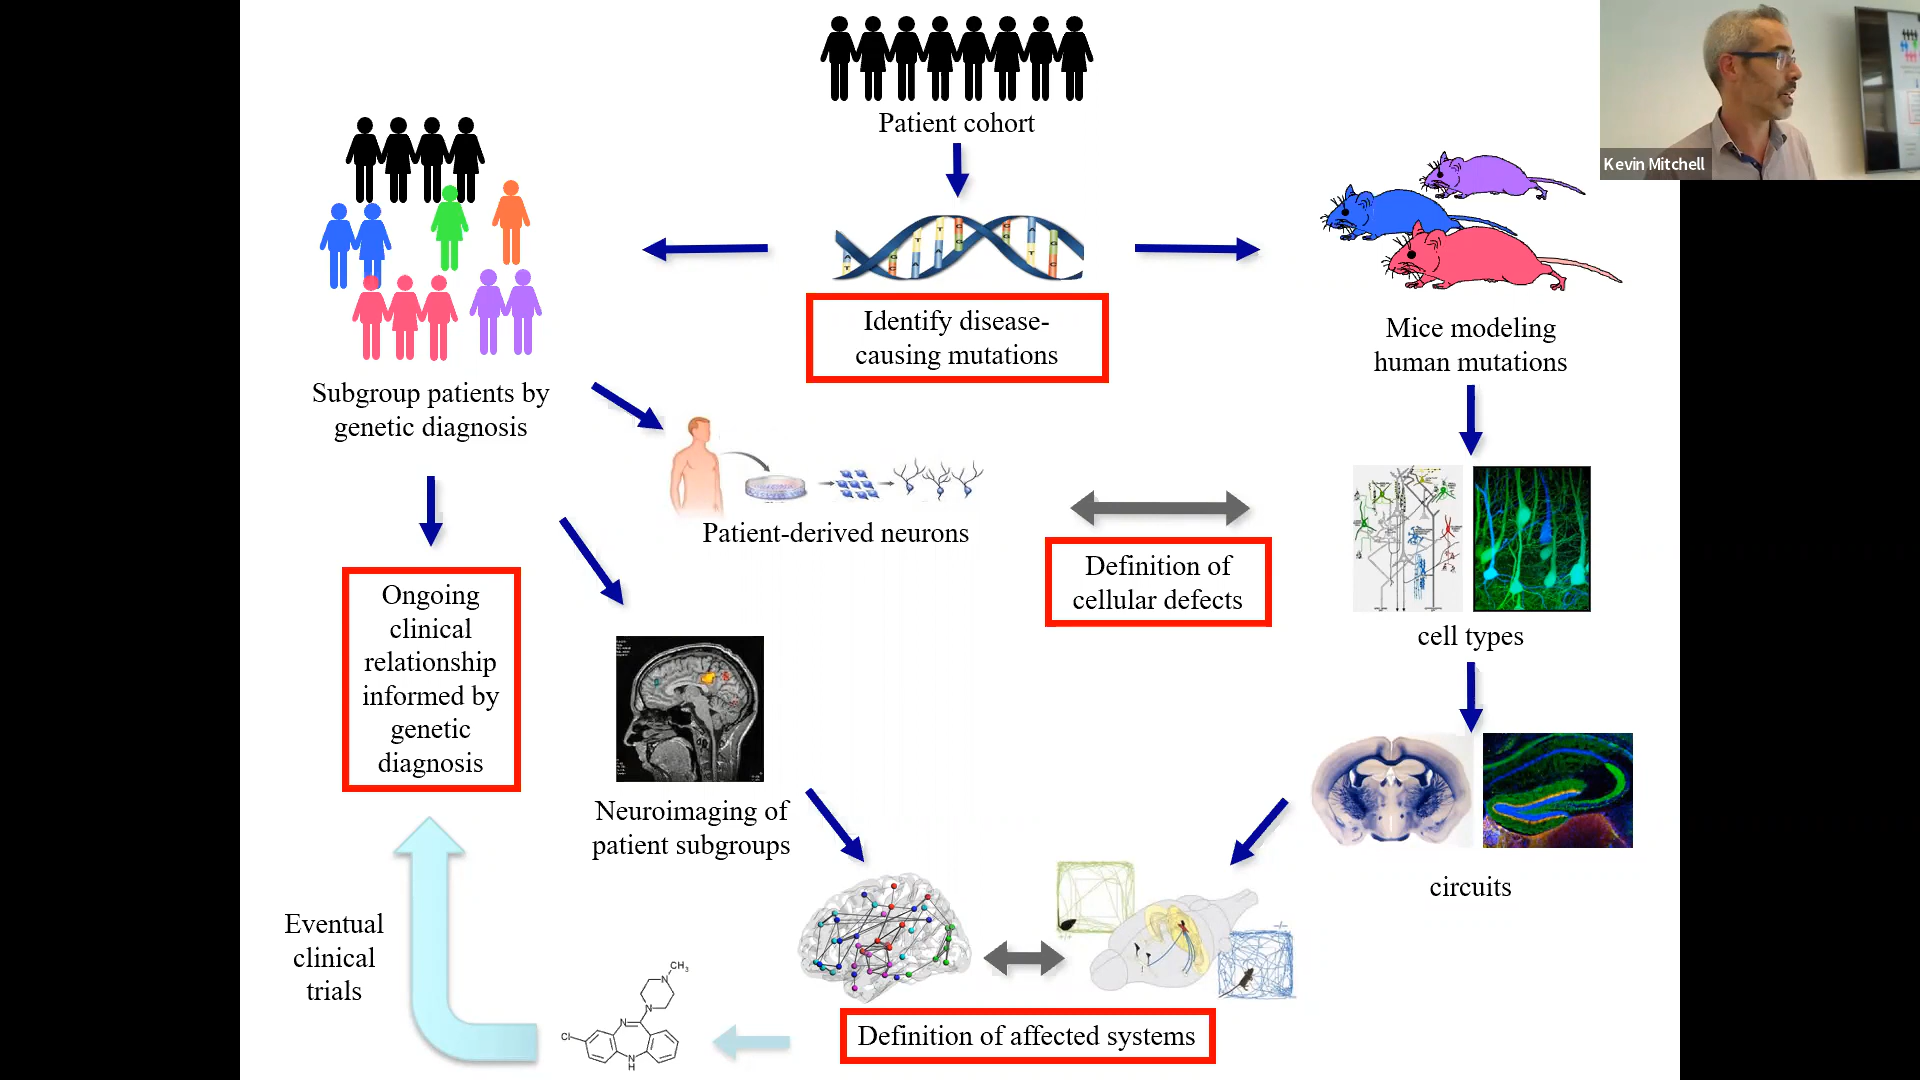 Patient cohort
Kevin Mitchell
Identify disease-
causing mutations
Mice modeling
human mutations
Subgroup patients by
genetic diagnosis
Patient-derived neurons
Definition of
cellular defects
cell types
Ongoing
clinical
relationship
informed by
genetic
diagnosis
Neuroimaging of
patient subgroups
circuits
Eventual
clinical
trials
CH3
N
N
N
Cl
N
H
Definition of affected systems